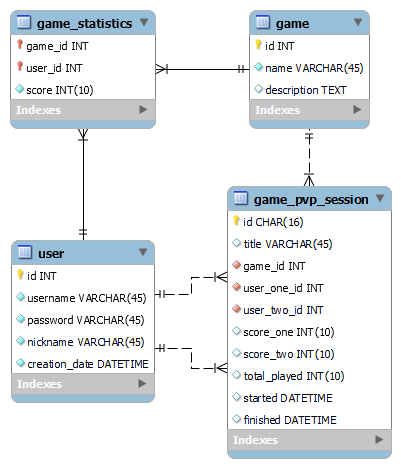 game_statistics
game_id INT
user_id INT
score INT(10)
Indexes
game
id INT
name VARCHAR(45)
description TEXT
Indexes
user
id INT
username VARCHAR(45)
password VARCHAR(45)
nickname VARCHAR(45)
creation_date DATETIME
Indexes
game_pvp_session
id CHAR(16)
title VARCHAR(45)
game_id INT
user_one_id INT
user_two_id INT
score_one INT(10)
score_two INT(10)
total_played INT(10)
started DATETIME
finished DATETIME
Indexes